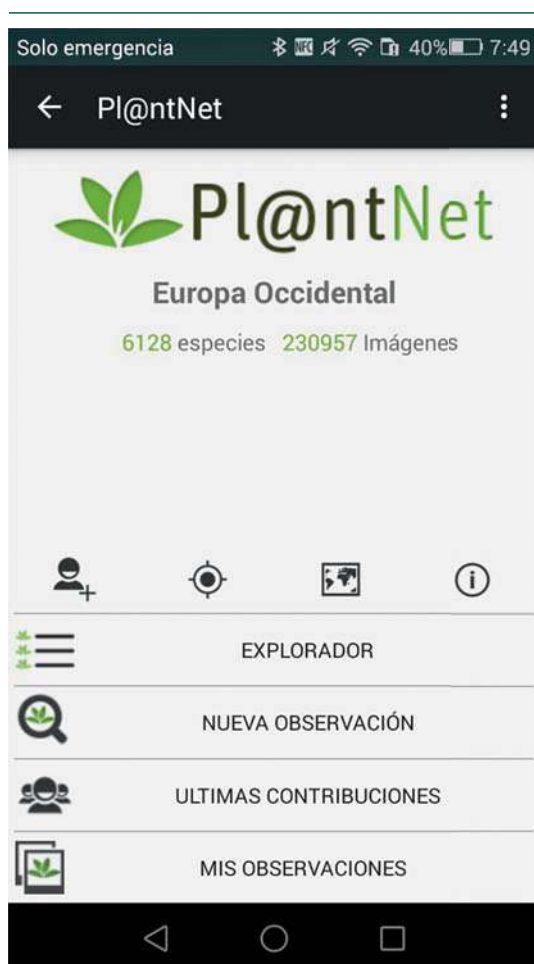 Solo emergencia NFC 40% 7:49
Pl@ntNet
Pl@ntNet
Europa Occidental
6128 especies 230957 Imágenes
EXPLORADOR
NUEVA OBSERVACIÓN
ULTIMAS CONTRIBUCIONES
MIS OBSERVACIONES